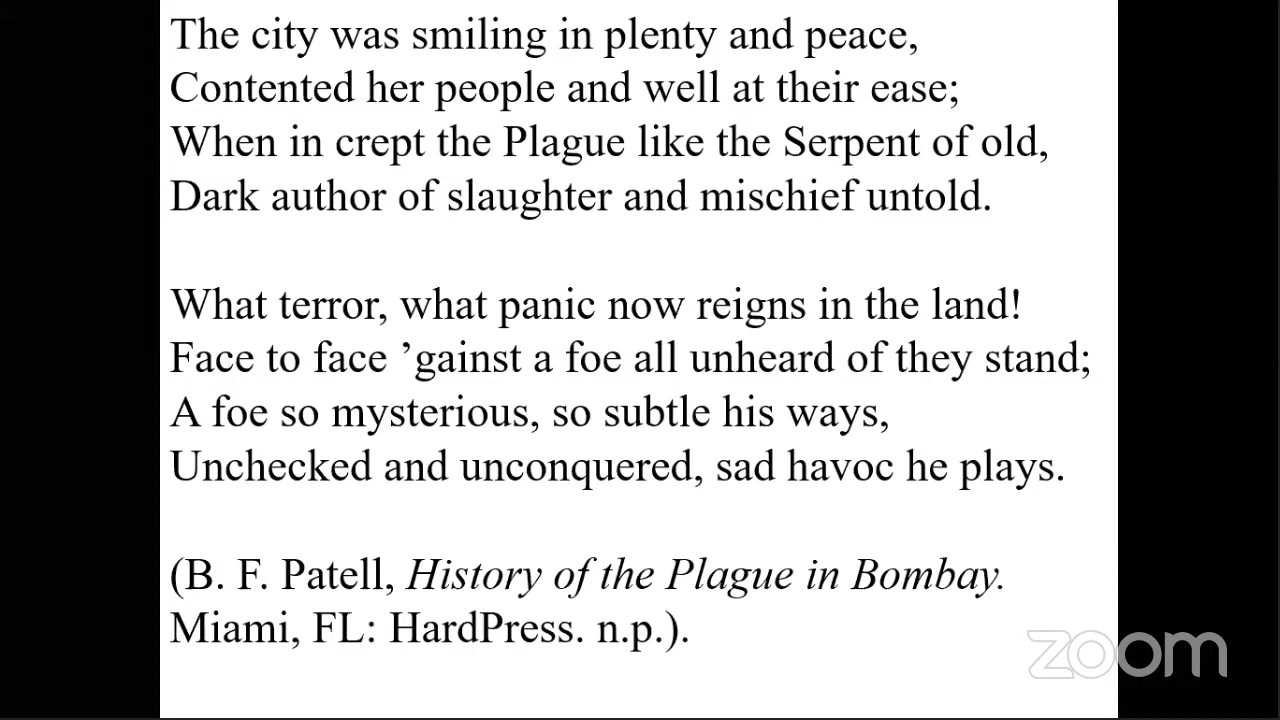 The city was smiling in plenty and peace,
Contented her people and well at their ease;
When in crept the Plague like the Serpent of old,
Dark author of slaughter and mischief untold.
What terror, what panic now reigns in the land!
Face to face ’gainst a foe all unheard of they stand;
A foe so mysterious, so subtle his ways,
Unchecked and unconquered, sad havoc he plays.
(B. F. Patell, History of the Plague in Bombay.
Miami, FL: HardPress. n.p.).
zoom